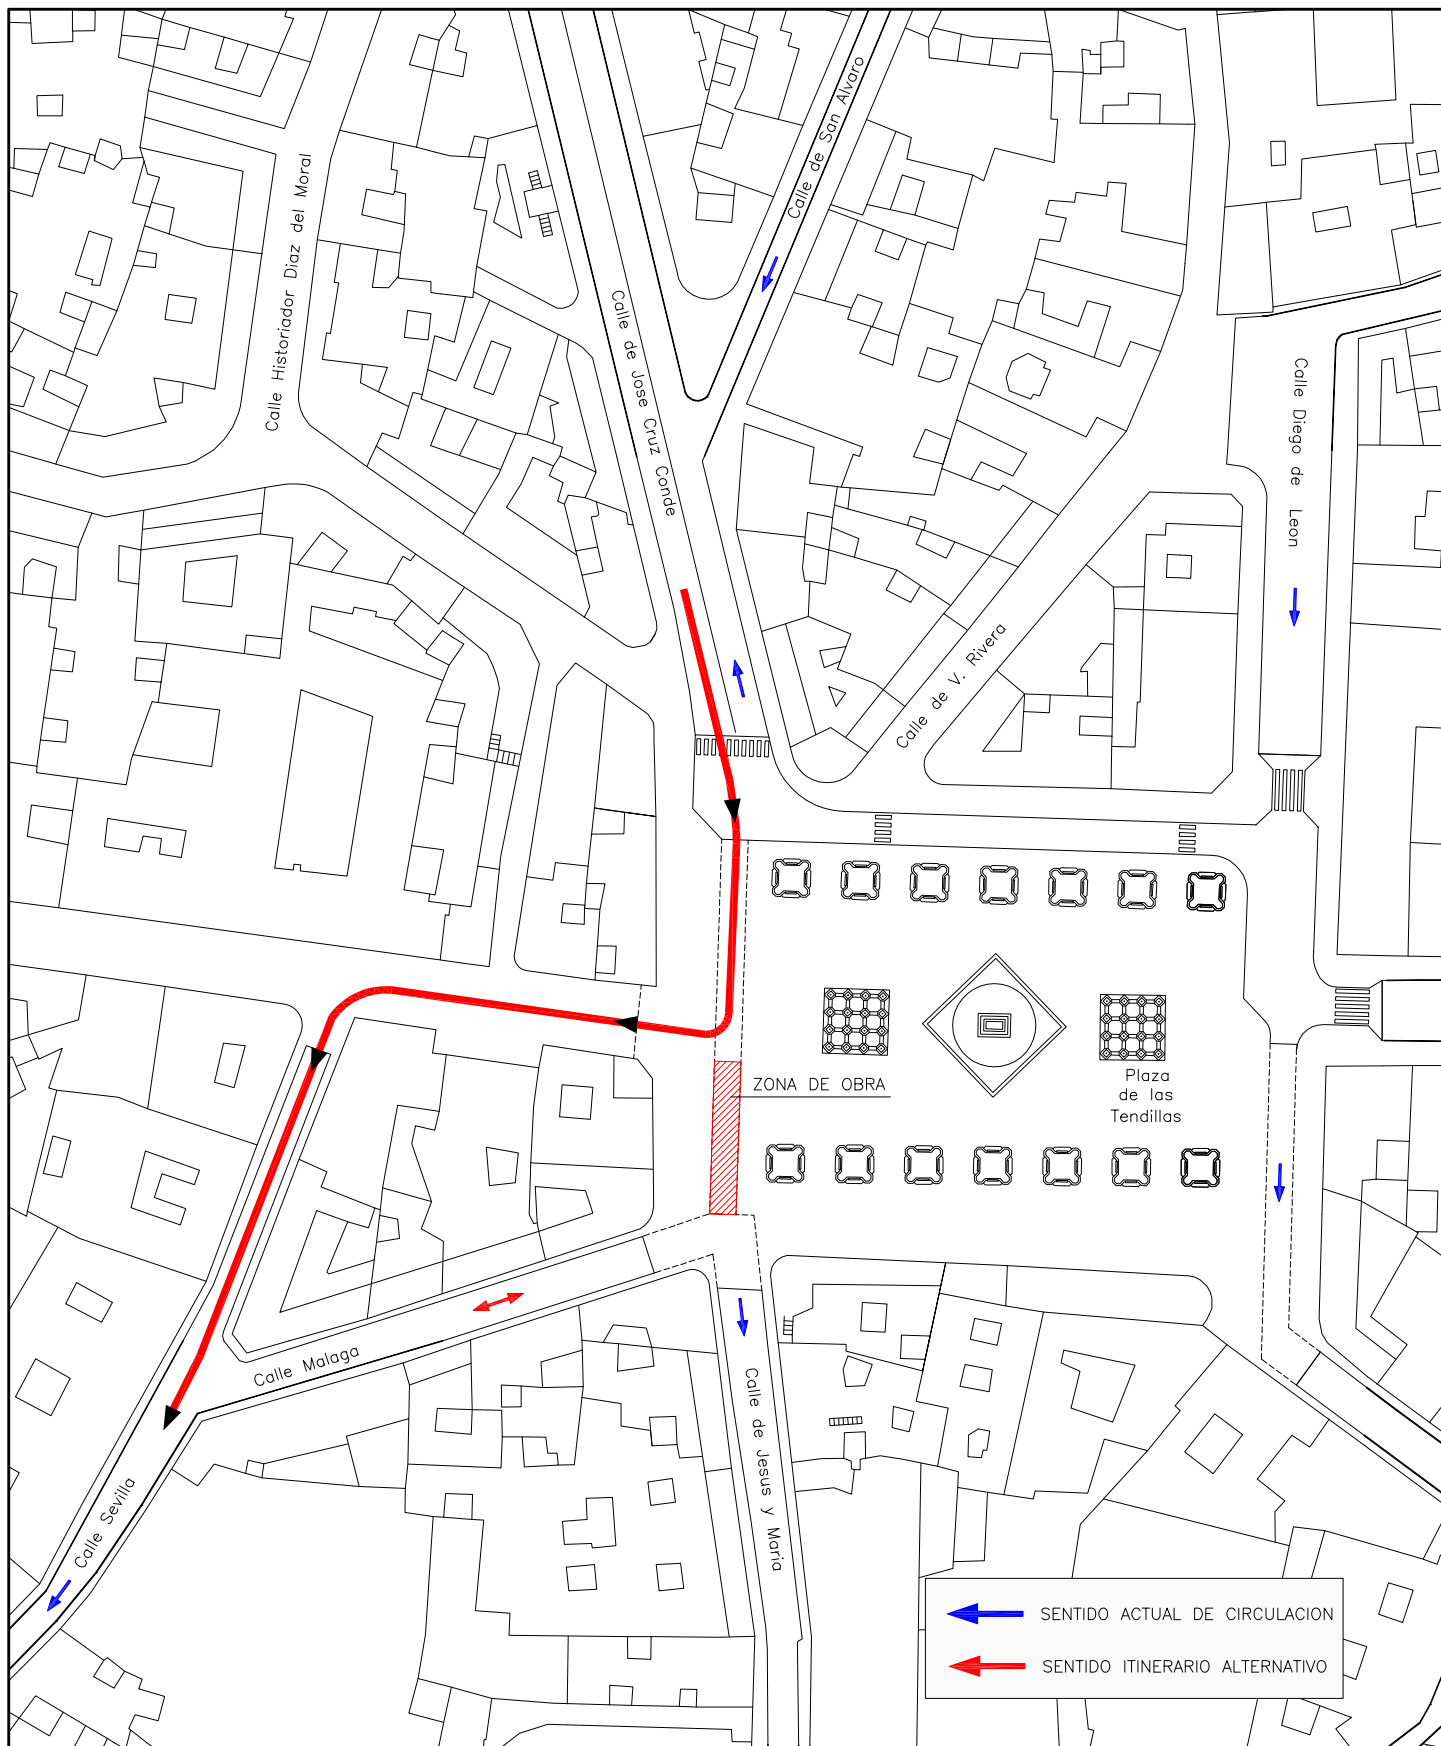 Calle de San Alvaro
Calle Historiador Diaz del Moral
Calle de Jose Cruz Conde
Calle Diego de Leon
Calle de V. Rivera
ZONA DE OBRA
Plaza
de las
Tendillas
Calle Malaga
Calle de Jesus y Maria
Calle Sevilla
SENTIDO ACTUAL DE CIRCULACION
SENTIDO ITINERARIO ALTERNATIVO